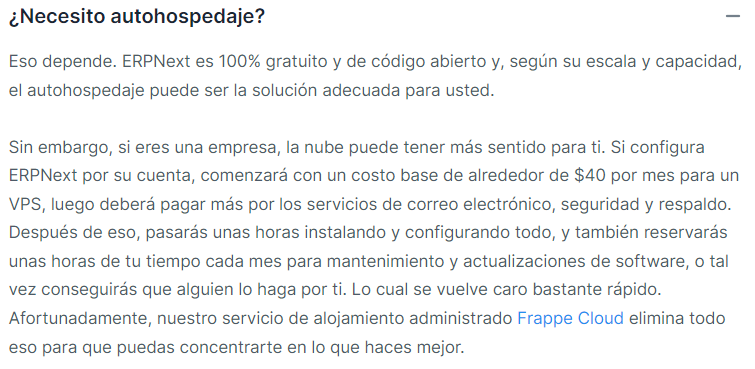 ¿Necesito autohospedaje?
Eso depende. ERPNext es 100% gratuito y de código abierto y, según su escala y capacidad,
el autohospedaje puede ser la solución adecuada para usted.
Sin embargo, si eres una empresa, la nube puede tener más sentido para ti. Si configura
ERPNext por su cuenta, comenzará con un costo base de alrededor de $40 por mes para un
VPS, luego deberá pagar más por los servicios de correo electrónico, seguridad y respaldo.
Después de eso, pasarás unas horas instalando y configurando todo, y también reservarás
unas horas de tu tiempo cada mes para mantenimiento y actualizaciones de software, o tal
vez conseguirás que alguien lo haga por ti. Lo cual se vuelve caro bastante rápido.
Afortunadamente, nuestro servicio de alojamiento administrado Frappe Cloud elimina todo
eso para que puedas concentrarte en lo que haces mejor.